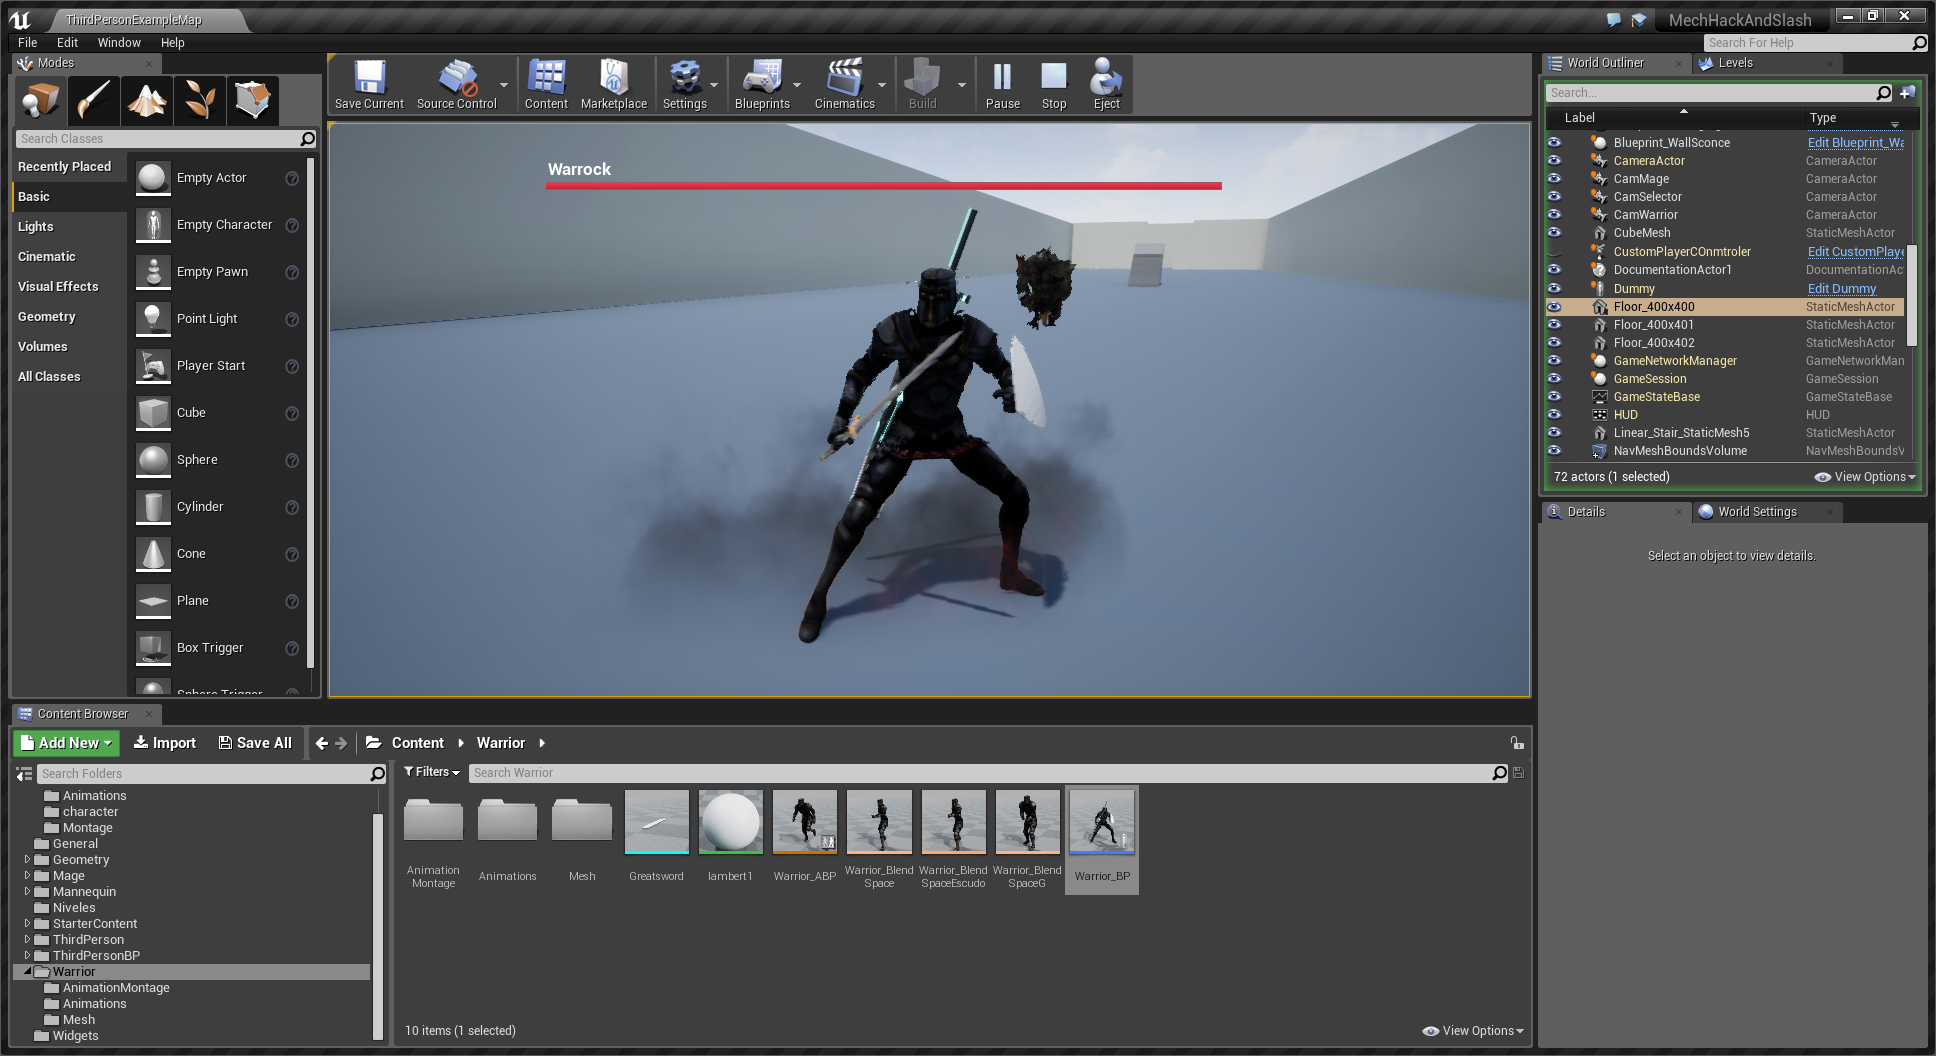 ThirdPersonExampleMap
MechHackAndSlash
File Edit Window Help
Search For Help
Modes
Search Classes
Recently Placed
Basic
Lights
Cinematic
Visual Effects
Geometry
Volumes
All Classes
Empty Actor
Empty Character
Empty Pawn
Point Light
Player Start
Cube
Sphere
Cylinder
Cone
Plane
Box Trigger
Sphere Trigger
Save Current
Source Control
Content
Marketplace
Settings
Blueprints
Cinematics
Build
Pause
Stop
Eject
Warrock
World Outliner
Levels
Search...
Label Type
Blueprint_WallSconce Edit Blueprint_Wa
CameraActor CameraActor
CamMage CameraActor
CamSelector CameraActor
CamWarrior CameraActor
CubeMesh StaticMeshActor
CustomPlayerCOnmtroler Edit CustomPlaye
DocumentationActor1 DocumentationAc
Dummy Edit Dummy
Floor_400x400 StaticMeshActor
Floor_400x401 StaticMeshActor
Floor_400x402 StaticMeshActor
GameNetworkManager GameNetworkMan
GameSession GameSession
GameStateBase GameStateBase
HUD HUD
Linear_Stair_StaticMesh5 StaticMeshActor
NavMeshBoundsVolume NavMeshBoundsV
72 actors (1 selected) View Options
Details
World Settings
Select an object to view details.
Content Browser
Add New Import Save All Content Warrior
Search Folders
Animations
character
Montage
General
Geometry
Mage
Mannequin
Niveles
StarterContent
ThirdPerson
ThirdPersonBP
Warrior
AnimationMontage
Animations
Mesh
Widgets
Filters Search Warrior
Animation
Montage
Animations
Mesh
Greatsword
lambert1
Warrior_ABP
Warrior_Blend
Space
Warrior_Blend
SpaceEscudo
Warrior_Blend
SpaceG
Warrior_BP
10 items (1 selected) View Options